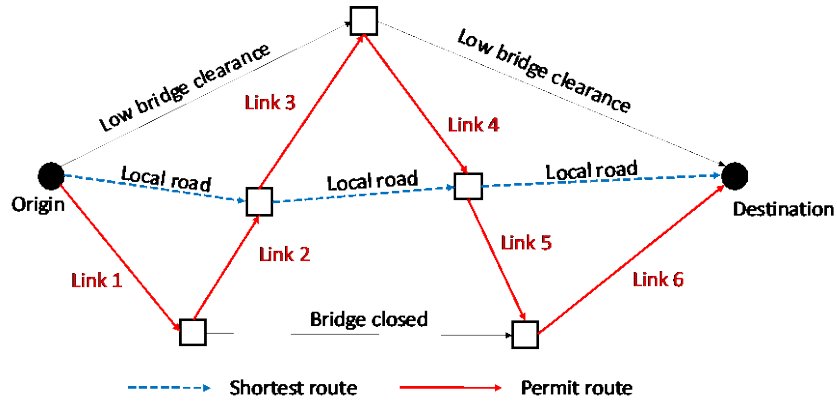 Low bridge clearance
Low bridge clearance
Link 3
Link 4
Local road
Local road
Local road
Origin
Destination
Link 1
Link 2
Link 5
Link 6
Bridge closed
Shortest route
Permit route